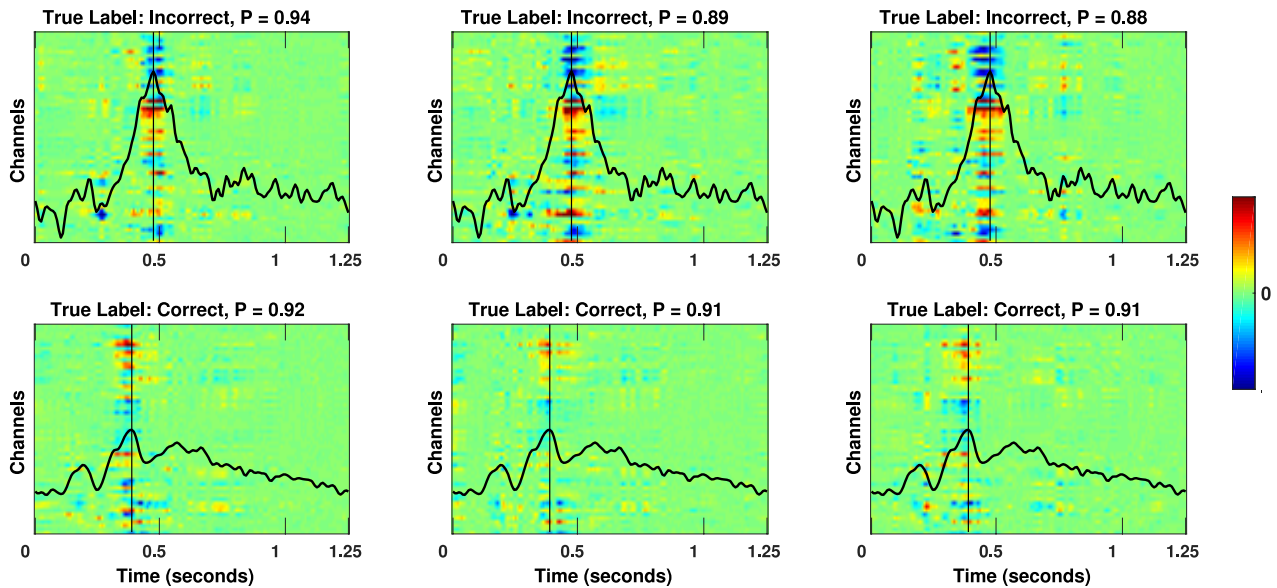 True Label: Incorrect, P = 0.94
True Label: Incorrect, P = 0.89
True Label: Incorrect, P = 0.88
Channels
Channels
Channels
0 0.5 1 1.25
0 0.5 1 1.25
0 0.5 1 1.25
0
True Label: Correct, P = 0.92
True Label: Correct, P = 0.91
True Label: Correct, P = 0.91
Channels
Channels
Channels
0 0.5 1 1.25
0 0.5 1 1.25
0 0.5 1 1.25
Time (seconds)
Time (seconds)
Time (seconds)